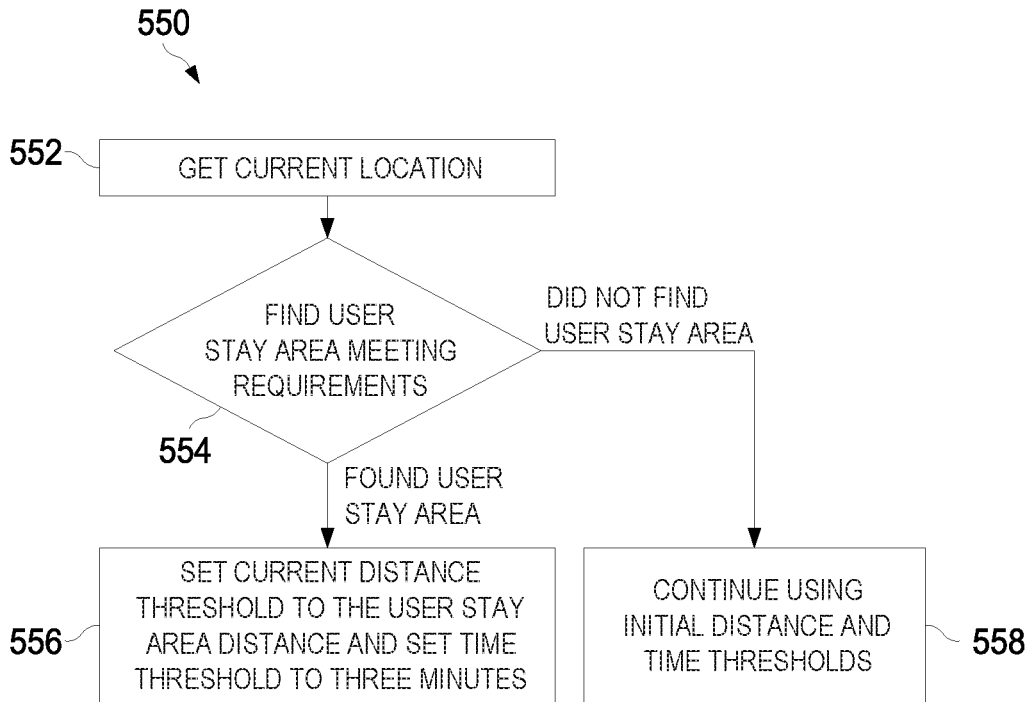 550
552
GET CURRENT LOCATION
FIND USER
STAY AREA MEETING
REQUIREMENTS
554
DID NOT FIND
USER STAY AREA
FOUND USER
STAY AREA
556
SET CURRENT DISTANCE
THRESHOLD TO THE USER STAY
AREA DISTANCE AND SET TIME
THRESHOLD TO THREE MINUTES
CONTINUE USING
INITIAL DISTANCE AND
TIME THRESHOLDS
558